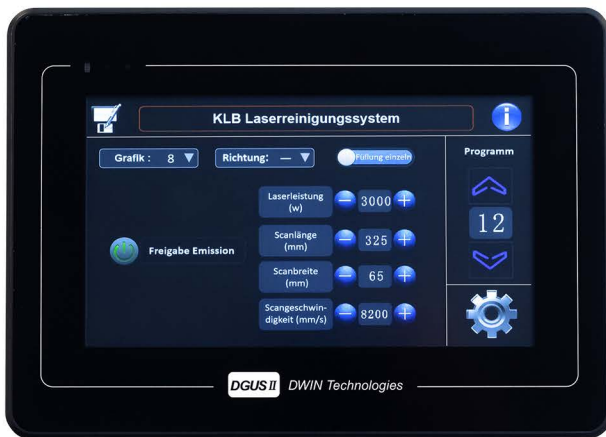 KLB Laserreinigungssystem
Grafik : 8 ▼ Richtung: — ▼ Füllung einzeln
Programm
Laserleistung
(w)
3000
12
Scanlänge
(mm)
325
Freigabe Emission
Scanbreite
(mm)
65
Scangeschwin-
digkeit (mm/s)
8200
DGUS II DWIN Technologies